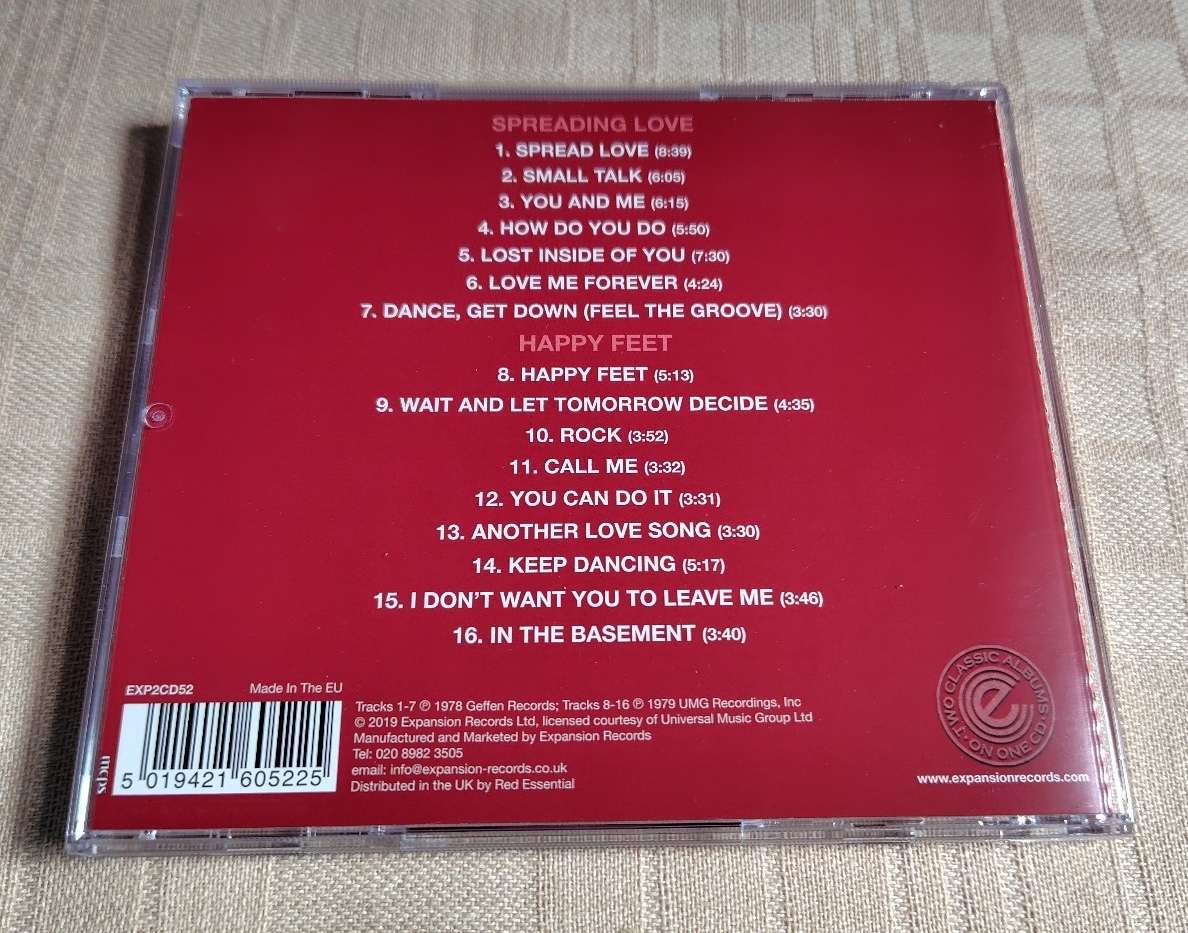 SPREADING LOVE
1. SPREAD LOVE (8:39)
2. SMALL TALK (6:05)
3. YOU AND ME (6:15)
4. HOW DO YOU DO (5:50)
5. LOST INSIDE OF YOU (7:30)
6. LOVE ME FOREVER (4:24)
7. DANCE, GET DOWN (FEEL THE GROOVE) (3:30)
HAPPY FEET
8. HAPPY FEET (5:13)
9. WAIT AND LET TOMORROW DECIDE (4:35)
10. ROCK (3:52)
11. CALL ME (3:32)
12. YOU CAN DO IT (3:31)
13. ANOTHER LOVE SONG (3:30)
14. KEEP DANCING (5:17)
15. I DON'T WANT YOU TO LEAVE ME (3:46)
16. IN THE BASEMENT (3:40)
EXP2CD52 Made In The EU
mcps
5 019421 605225
Tracks 1-7 ℗ 1978 Geffen Records; Tracks 8-16 ℗ 1979 UMG Recordings, Inc
© 2019 Expansion Records Ltd, licensed courtesy of Universal Music Group Ltd
Manufactured and Marketed by Expansion Records
Tel: 020 8982 3505
email: info@expansion-records.co.uk
Distributed in the UK by Red Essential
TWO CLASSIC ALBUMS · ON ONE CD ·
e
www.expansionrecords.com